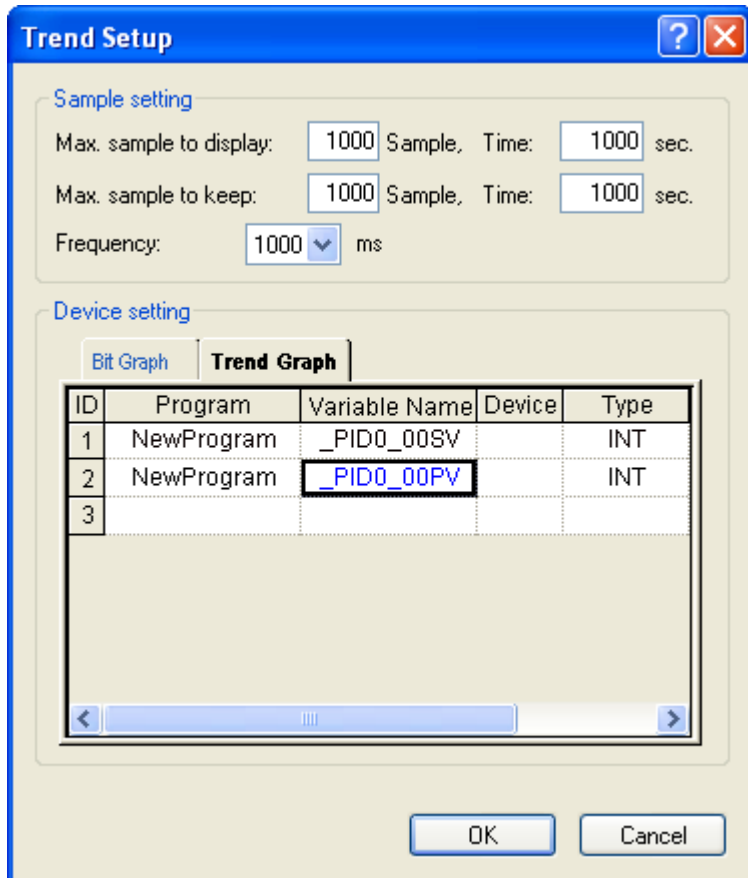 Trend Setup
Sample setting
Max. sample to display: 1000 Sample, Time: 1000 sec.
Max. sample to keep: 1000 Sample, Time: 1000 sec.
Frequency: 1000 ms
Device setting
Bit Graph Trend Graph
ID Program Variable Name Device Type
1 NewProgram _PID0_00SV INT
2 NewProgram _PID0_00PV INT
3
OK Cancel